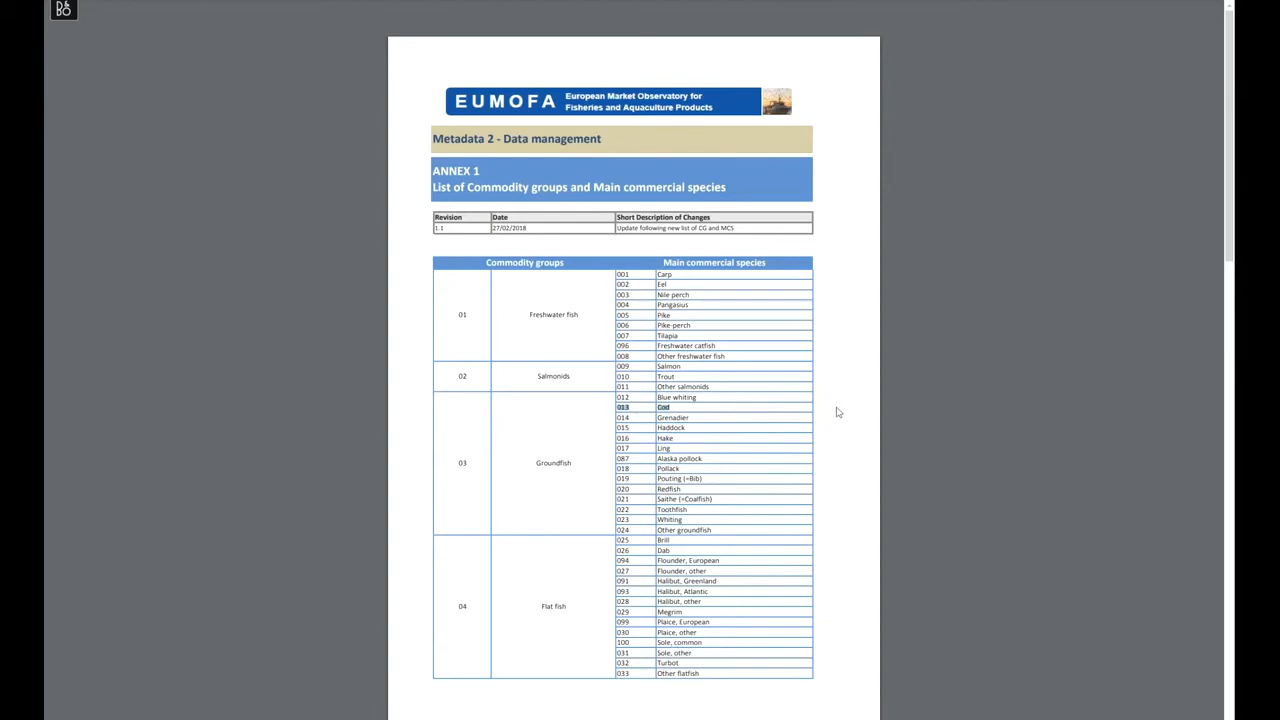 B&O
EUMOFA European Market Observatory for
Fisheries and Aquaculture Products
Metadata 2 - Data management
ANNEX 1
List of Commodity groups and Main commercial species
Revision Date Short Description of Changes
1.1 27/02/2018 Update following new list of CG and MCS
Commodity groups Main commercial species
01 Freshwater fish
001 Carp
002 Eel
003 Nile perch
004 Pangasius
005 Pike
006 Pike-perch
007 Tilapia
096 Freshwater catfish
008 Other freshwater fish
02 Salmonids
009 Salmon
010 Trout
011 Other salmonids
03 Groundfish
012 Blue whiting
013 Cod
014 Grenadier
015 Haddock
016 Hake
017 Ling
087 Alaska pollock
018 Pollack
019 Pouting (=Bib)
020 Redfish
021 Saithe (=Coalfish)
022 Toothfish
023 Whiting
024 Other groundfish
04 Flat fish
025 Brill
026 Dab
094 Flounder, European
027 Flounder, other
091 Halibut, Greenland
093 Halibut, Atlantic
028 Halibut, other
029 Megrim
099 Plaice, European
030 Plaice, other
100 Sole, common
031 Sole, other
032 Turbot
033 Other flatfish